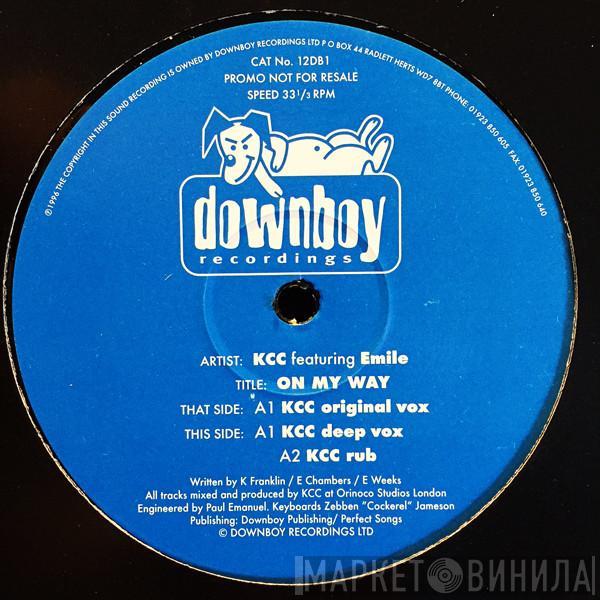 ℗1996 THE COPYRIGHT IN THIS SOUND RECORDING IS OWNED BY DOWNBOY RECORDINGS LTD P O BOX 44 RADLETT HERTS WD7 8BT PHONE: 01923 850 605 FAX 01923 850 640
CAT No. 12DB1
PROMO NOT FOR RESALE
SPEED 33 1/3 RPM
downboy
recordings
ARTIST: KCC featuring Emile
TITLE: ON MY WAY
THAT SIDE: A1 KCC original vox
THIS SIDE: A1 KCC deep vox
A2 KCC rub
Written by K Franklin / E Chambers / E Weeks
All tracks mixed and produced by KCC at Orinoco Studios London
Engineered by Paul Emanuel. Keyboards Zebben "Cockerel" Jameson
Publishing: Downboy Publishing/ Perfect Songs
© DOWNBOY RECORDINGS LTD
МАРКЕТ ВИНИЛА